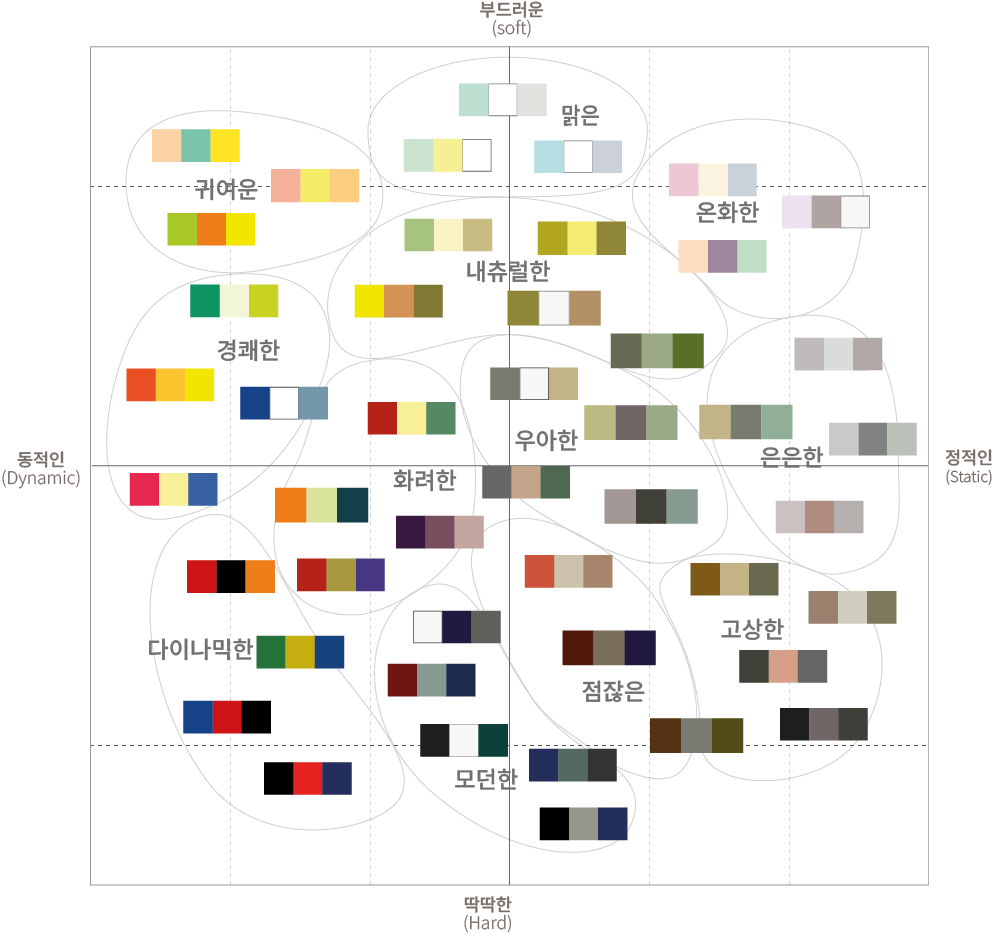 부드러운
(soft)
맑은
귀여운
온화한
내츄럴한
경쾌한
우아한
은은한
동적인
(Dynamic)
정적인
(Static)
화려한
고상한
다이나믹한
점잖은
모던한
딱딱한
(Hard)